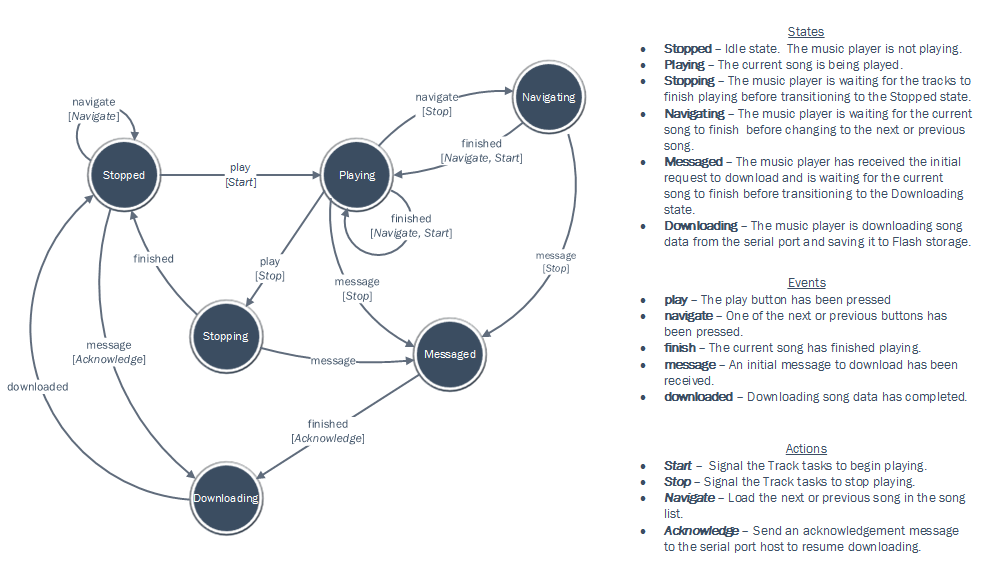 navigate
[Navigate]
Stopped
play
[Start]
Playing
navigate
[Stop]
Navigating
finished
[Navigate, Start]
finished
[Navigate, Start]
finished
play
[Stop]
message
[Stop]
message
[Stop]
Stopping
message
Messaged
message
[Acknowledge]
downloaded
finished
[Acknowledge]
Downloading
States
• Stopped – Idle state. The music player is not playing.
• Playing – The current song is being played.
• Stopping – The music player is waiting for the tracks to
finish playing before transitioning to the Stopped state.
• Navigating – The music player is waiting for the current
song to finish before changing to the next or previous
song.
• Messaged – The music player has received the initial
request to download and is waiting for the current
song to finish before transitioning to the Downloading
state.
• Downloading – The music player is downloading song
data from the serial port and saving it to Flash storage.
Events
• play – The play button has been pressed
• navigate – One of the next or previous buttons has
been pressed.
• finish – The current song has finished playing.
• message – An initial message to download has been
received.
• downloaded – Downloading song data has completed.
Actions
• Start – Signal the Track tasks to begin playing.
• Stop – Signal the Track tasks to stop playing.
• Navigate – Load the next or previous song in the song
list.
• Acknowledge – Send an acknowledgement message
to the serial port host to resume downloading.